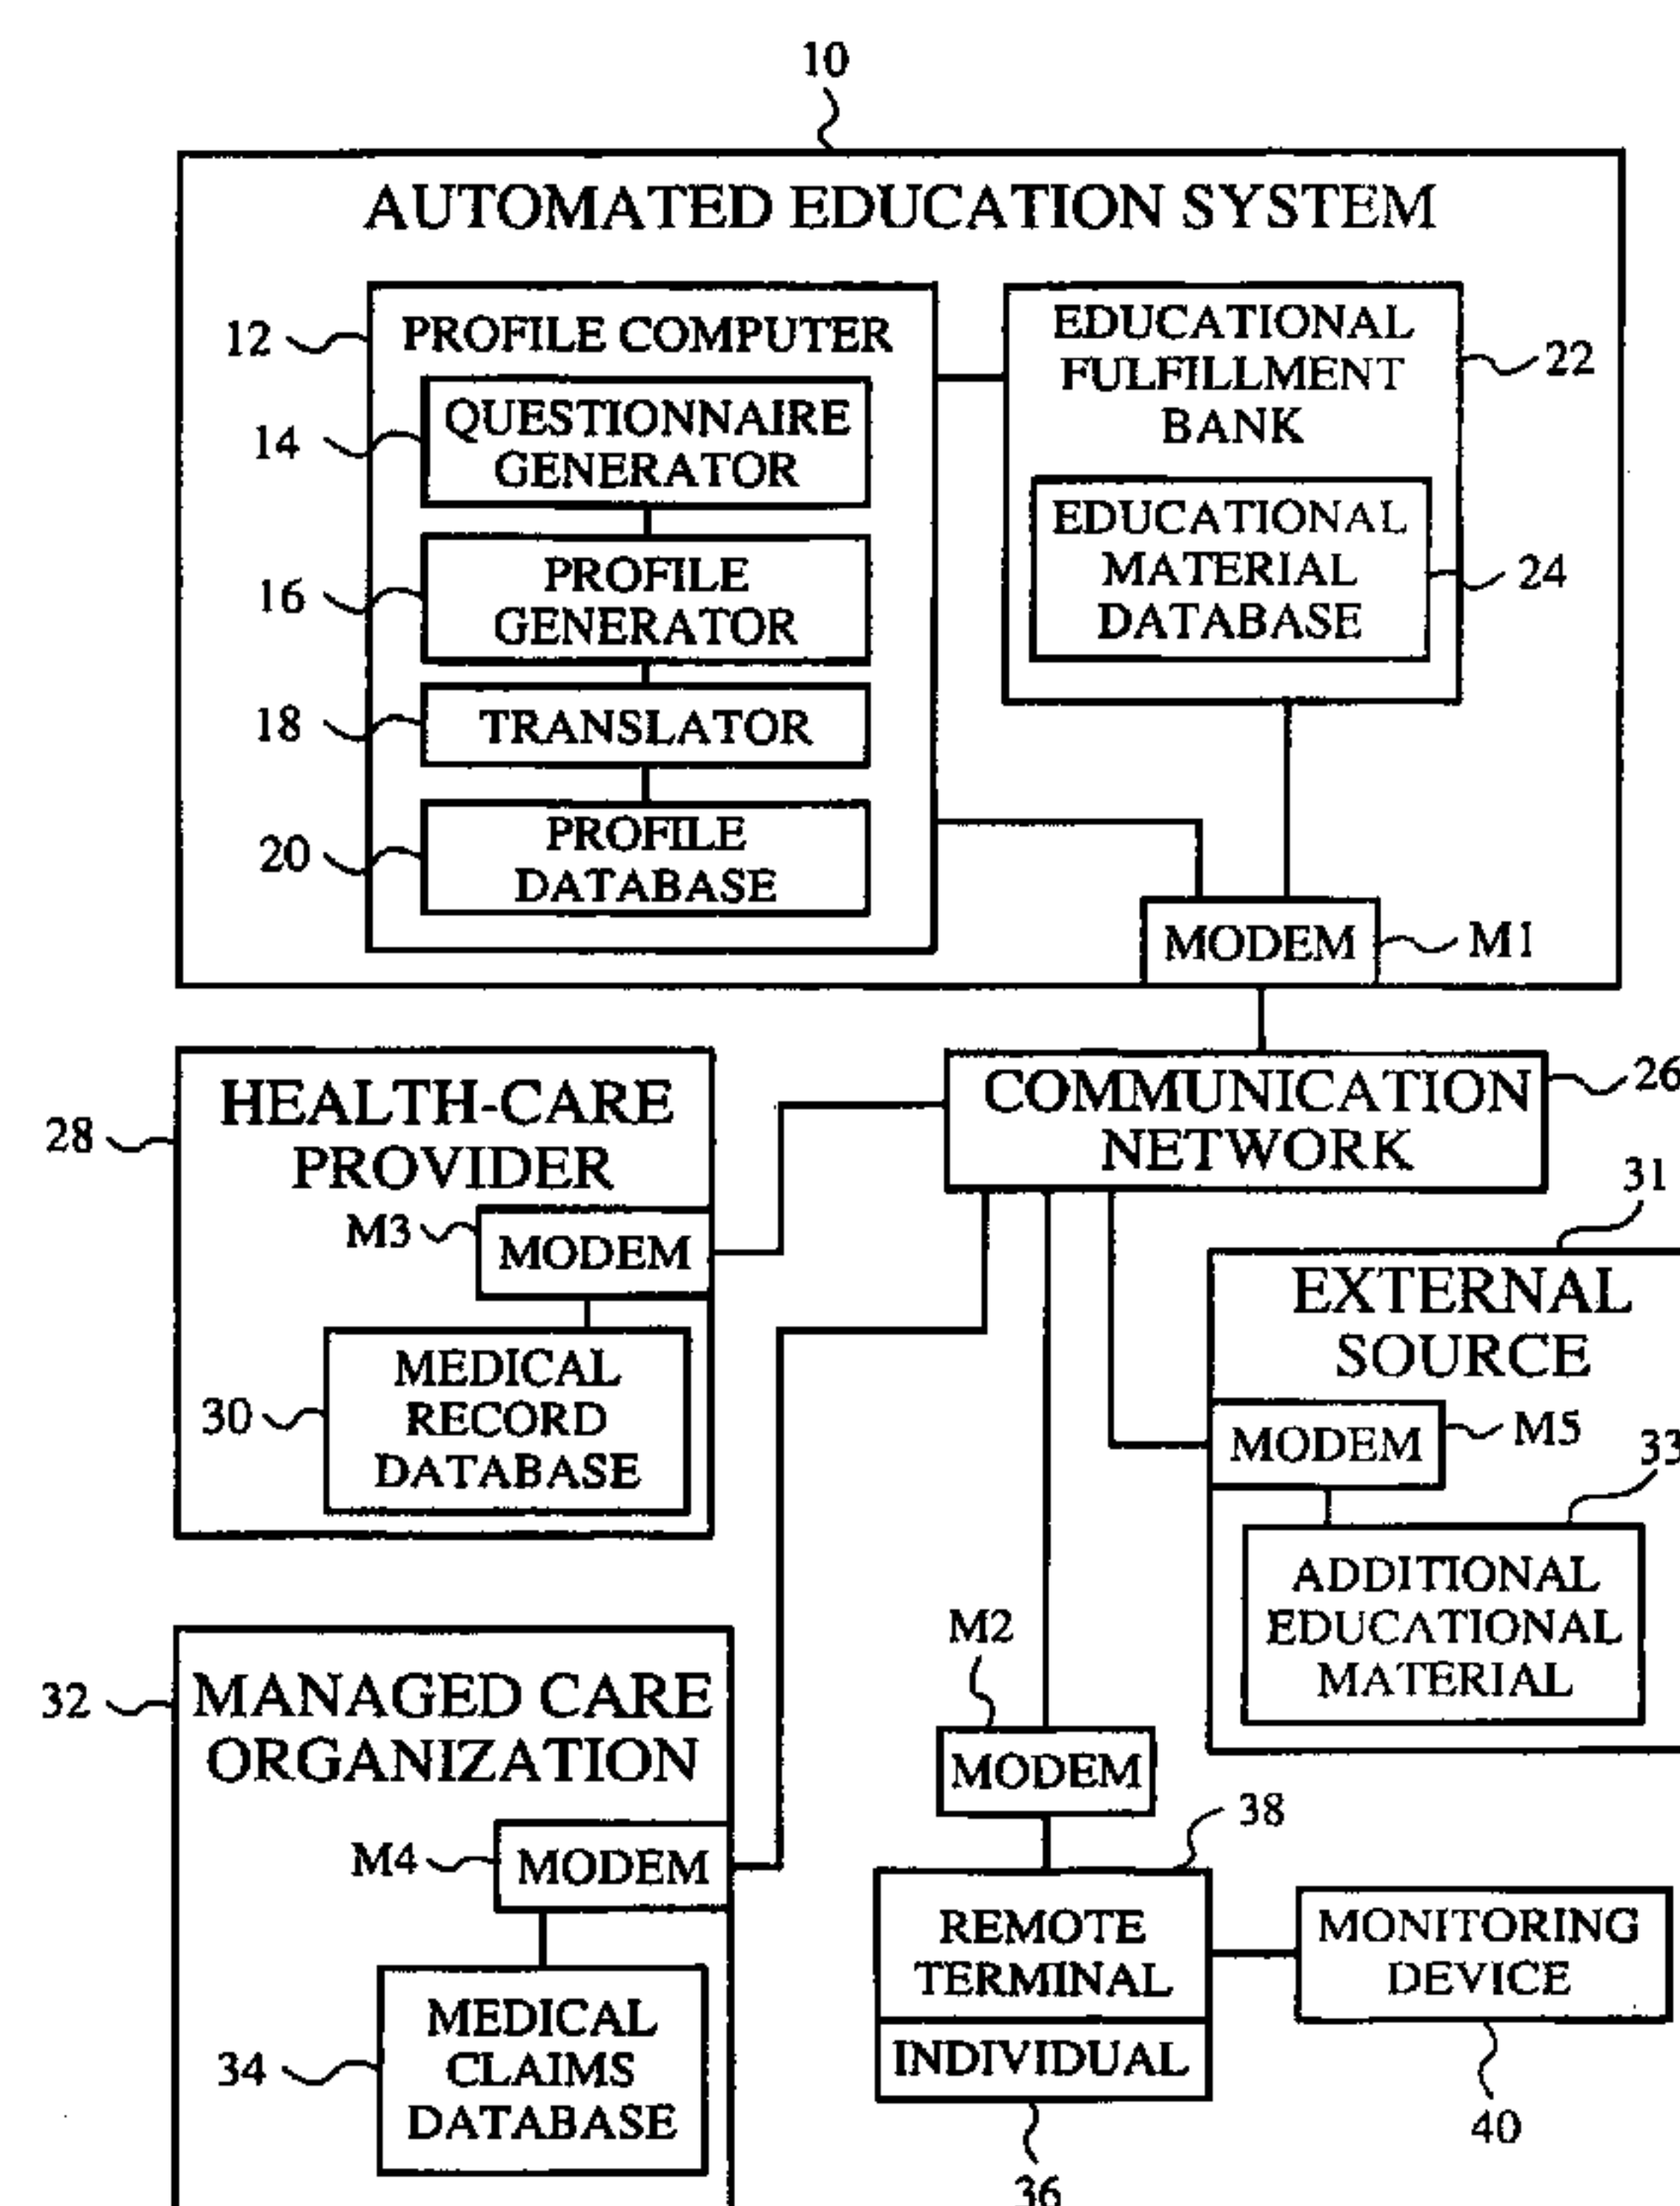 10
AUTOMATED EDUCATION SYSTEM
12
PROFILE COMPUTER
14
QUESTIONNAIRE
GENERATOR
16
PROFILE
GENERATOR
18
TRANSLATOR
20
PROFILE
DATABASE
EDUCATIONAL
FULFILLMENT
BANK
22
EDUCATIONAL
MATERIAL
DATABASE
24
MODEM
M1
COMMUNICATION
NETWORK
26
28
HEALTH-CARE
PROVIDER
M3
MODEM
30
MEDICAL
RECORD
DATABASE
31
EXTERNAL
SOURCE
MODEM
M5
33
ADDITIONAL
EDUCATIONAL
MATERIAL
32
MANAGED CARE
ORGANIZATION
M4
MODEM
34
MEDICAL
CLAIMS
DATABASE
M2
MODEM
38
REMOTE
TERMINAL
INDIVIDUAL
36
MONITORING
DEVICE
40